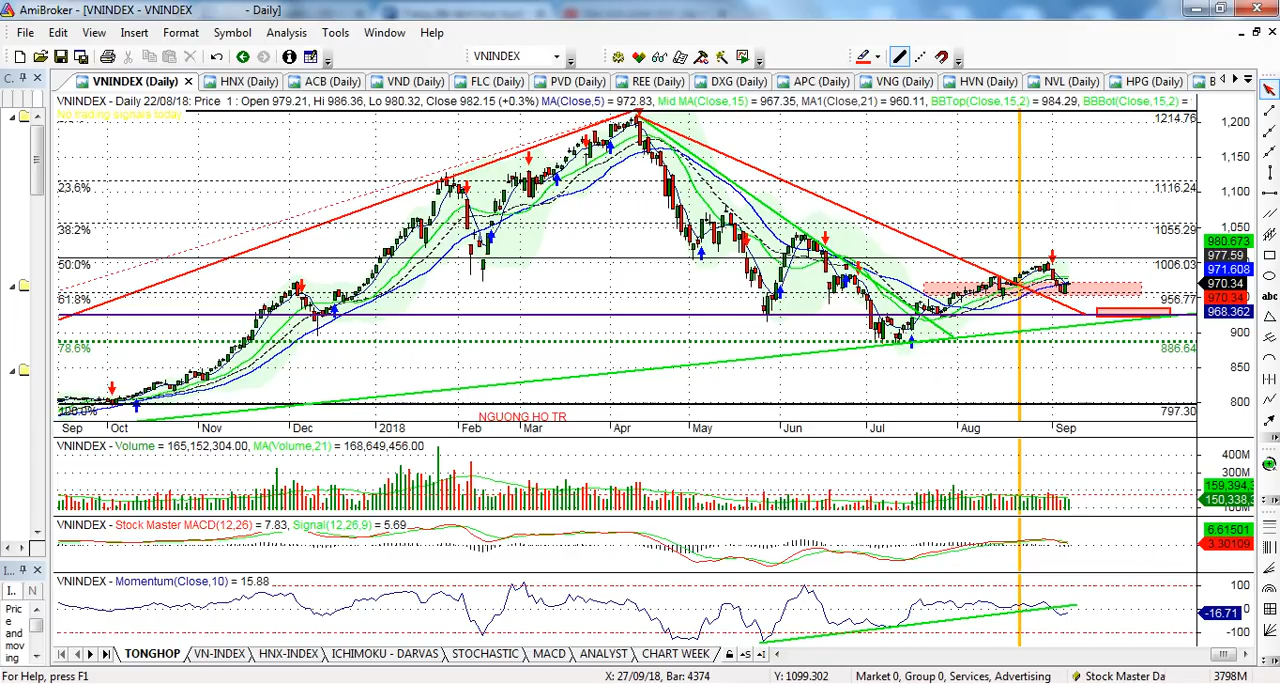 AmiBroker - [VNINDEX - VNINDEX - Daily]
File Edit View Insert Format Symbol Analysis Tools Window Help
VNINDEX
VNINDEX (Daily) HNX (Daily) ACB (Daily) VND (Daily) FLC (Daily) PVD (Daily) REE (Daily) DXG (Daily) APC (Daily) VNG (Daily) HVN (Daily) NVL (Daily) HPG (Daily) B
VNINDEX - Daily 22/08/18: Price 1 : Open 979.21, Hi 986.36, Lo 980.32, Close 982.15 (+0.3%) MA(Close,5) = 972.83, Mid MA(Close,15) = 967.35, MA1(Close,21) = 960.11, BBTop(Close,15,2) = 984.29, BBBot(Close,15,2) =
No trading signals today
1214.76
1,200
1,150
23.6%
1116.24
1,100
38.2%
1055.29
1,050
980.673
50.0%
1006.03
977.59
971.608
970.34
61.8%
956.77
970.34
968.362
900
78.6%
886.64
850
100.0%
797.30
800
NGUONG HO TR
Sep Oct Nov Dec 2018 Feb Mar Apr May Jun Jul Aug Sep
VNINDEX - Volume = 165,152,304.00, MA(Volume,21) = 168,649,456.00
400M
300M
159,394,
150,338,
100M
VNINDEX - Stock Master MACD(12,26) = 7.83, Signal(12,26,9) = 5.69
6.61501
3.30109
VNINDEX - Momentum(Close,10) = 15.88
100
0
-16.71
-100
C.
I..
I.. N
Pric
e
and
mov
ing
abc
TONGHOP VN-INDEX HNX-INDEX ICHIMOKU - DARVAS STOCHASTIC MACD ANALYST CHART WEEK
For Help, press F1 X: 27/09/18, Bar: 4374 Y: 1099.302 Market 0, Group 0, Services, Advertising Stock Master Da 3798M